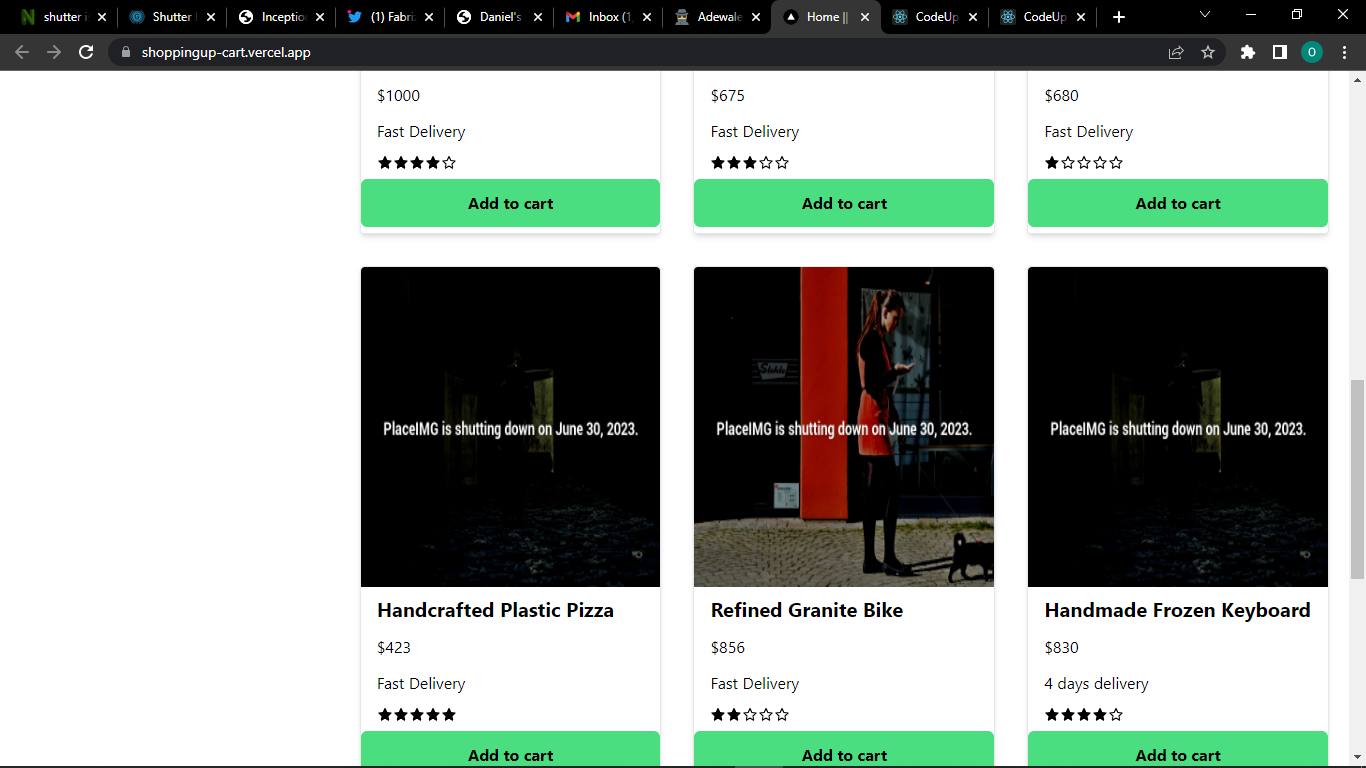 shutter i
Shutter
Inceptio
(1) Fabri
Daniel's
Inbox (1,
Adewale
Home ||
CodeUp
CodeUp
shoppingup-cart.vercel.app
O
$1000
$675
$680
Fast Delivery
Fast Delivery
Fast Delivery
Add to cart
Add to cart
Add to cart
PlaceIMG is shutting down on June 30, 2023.
PlaceIMG is shutting down on June 30, 2023.
PlaceIMG is shutting down on June 30, 2023.
Handcrafted Plastic Pizza
Refined Granite Bike
Handmade Frozen Keyboard
$423
$856
$830
Fast Delivery
Fast Delivery
4 days delivery
Add to cart
Add to cart
Add to cart